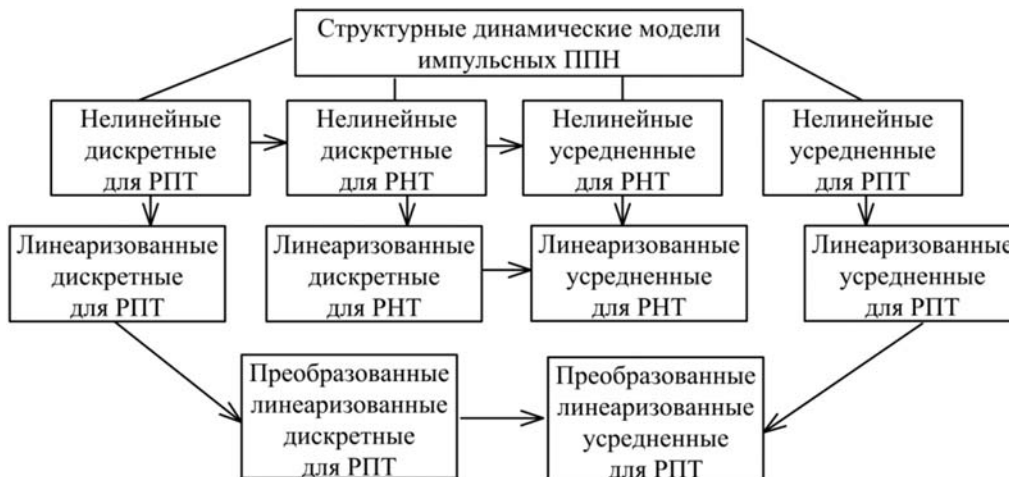 Структурные динамические модели
импульсных ППН
Нелинейные
дискретные
для РПТ
Нелинейные
дискретные
для РНТ
Нелинейные
усредненные
для РНТ
Нелинейные
усредненные
для РПТ
Линеаризованные
дискретные
для РПТ
Линеаризованные
дискретные
для РНТ
Линеаризованные
усредненные
для РНТ
Линеаризованные
усредненные
для РПТ
Преобразованные
линеаризованные
дискретные
для РПТ
Преобразованные
линеаризованные
усредненные
для РПТ